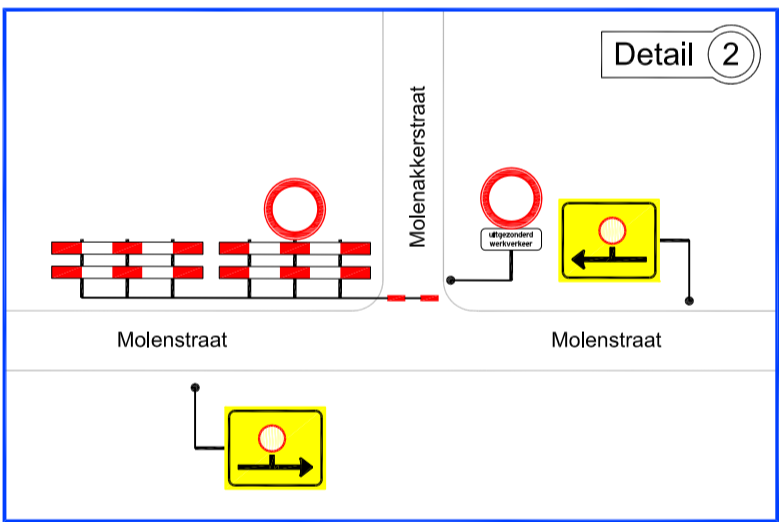 Detail 2
Molenakkerstraat
uitgezonderd
werkverkeer
Molenstraat
Molenstraat